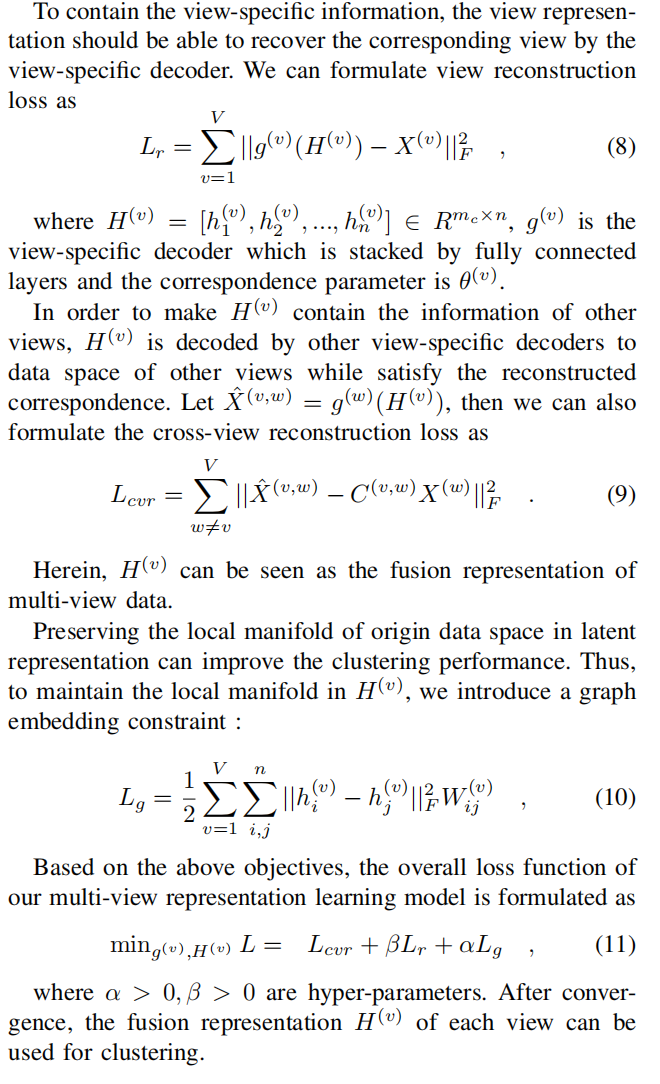 To contain the view-specific information, the view represen-
tation should be able to recover the corresponding view by the
view-specific decoder. We can formulate view reconstruction
loss as
$L_r = \sum_{v=1}^{V} ||g^{(v)}(H^{(v)}) - X^{(v)}||_F^2$ , (8)
where $H^{(v)} = [h_1^{(v)}, h_2^{(v)}, ..., h_n^{(v)}] \in R^{m_c \times n}$, $g^{(v)}$ is the
view-specific decoder which is stacked by fully connected
layers and the correspondence parameter is $\theta^{(v)}$.
In order to make $H^{(v)}$ contain the information of other
views, $H^{(v)}$ is decoded by other view-specific decoders to
data space of other views while satisfy the reconstructed
correspondence. Let $\hat{X}^{(v,w)} = g^{(w)}(H^{(v)})$, then we can also
formulate the cross-view reconstruction loss as
$L_{cvr} = \sum_{w \neq v}^{V} ||\hat{X}^{(v,w)} - C^{(v,w)} X^{(w)}||_F^2$ . (9)
Herein, $H^{(v)}$ can be seen as the fusion representation of
multi-view data.
Preserving the local manifold of origin data space in latent
representation can improve the clustering performance. Thus,
to maintain the local manifold in $H^{(v)}$, we introduce a graph
embedding constraint :
$L_g = \frac{1}{2} \sum_{v=1}^{V} \sum_{i,j}^{n} ||h_i^{(v)} - h_j^{(v)}||_F^2 W_{ij}^{(v)}$ , (10)
Based on the above objectives, the overall loss function of
our multi-view representation learning model is formulated as
$\min_{g^{(v)}, H^{(v)}} L = L_{cvr} + \beta L_r + \alpha L_g$ , (11)
where $\alpha > 0, \beta > 0$ are hyper-parameters. After conver-
gence, the fusion representation $H^{(v)}$ of each view can be
used for clustering.